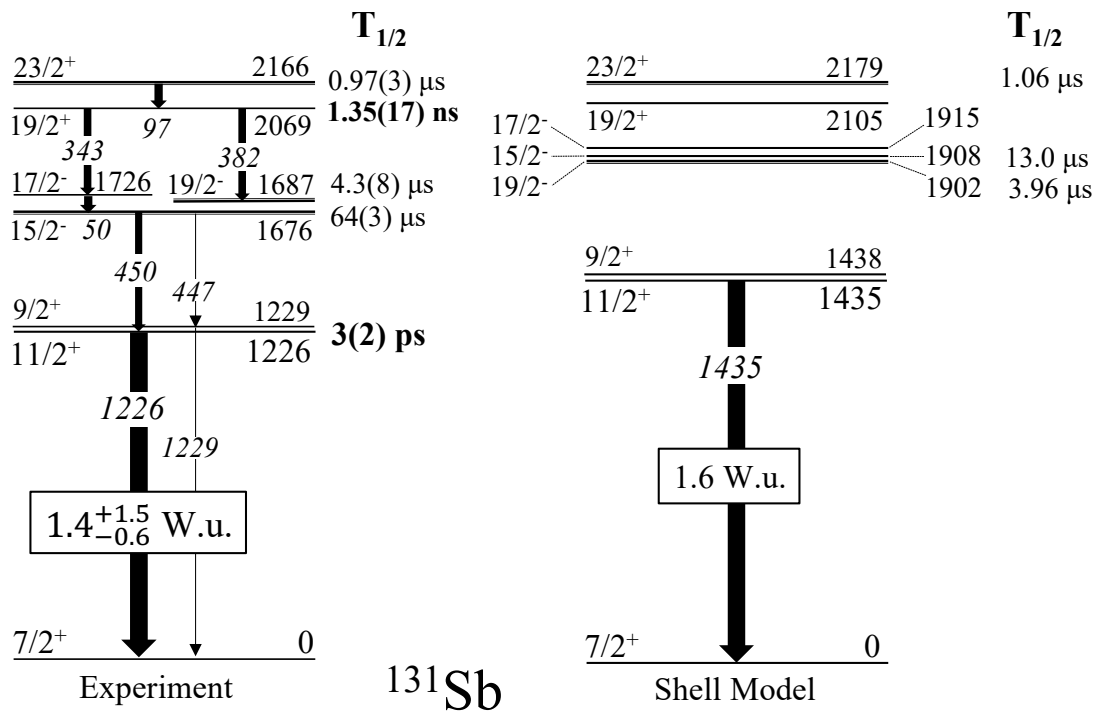 T1/2
23/2+ 2166 0.97(3) μs
19/2+ 97 2069 1.35(17) ns
343 382
17/2- 1726 19/2- 1687 4.3(8) μs
15/2- 50 1676 64(3) μs
450 447
9/2+ 1229
11/2+ 1226 3(2) ps
1226
1229
1.4 +1.5 -0.6 W.u.
7/2+ 0
Experiment
131Sb
T1/2
23/2+ 2179 1.06 μs
19/2+ 2105
17/2- 1915
15/2- 1908 13.0 μs
19/2- 1902 3.96 μs
9/2+ 1438
11/2+ 1435
1435
1.6 W.u.
7/2+ 0
Shell Model